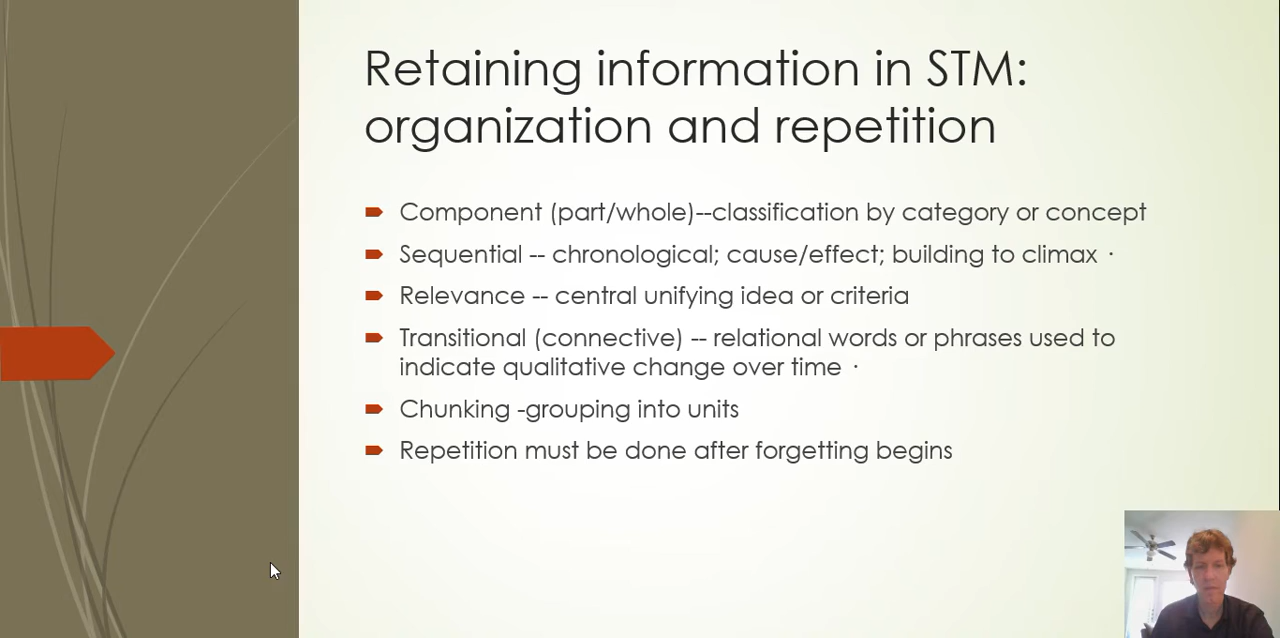 Retaining information in STM:
organization and repetition
Component (part/whole)--classification by category or concept
Sequential -- chronological; cause/effect; building to climax ·
Relevance -- central unifying idea or criteria
Transitional (connective) -- relational words or phrases used to
indicate qualitative change over time ·
Chunking -grouping into units
Repetition must be done after forgetting begins